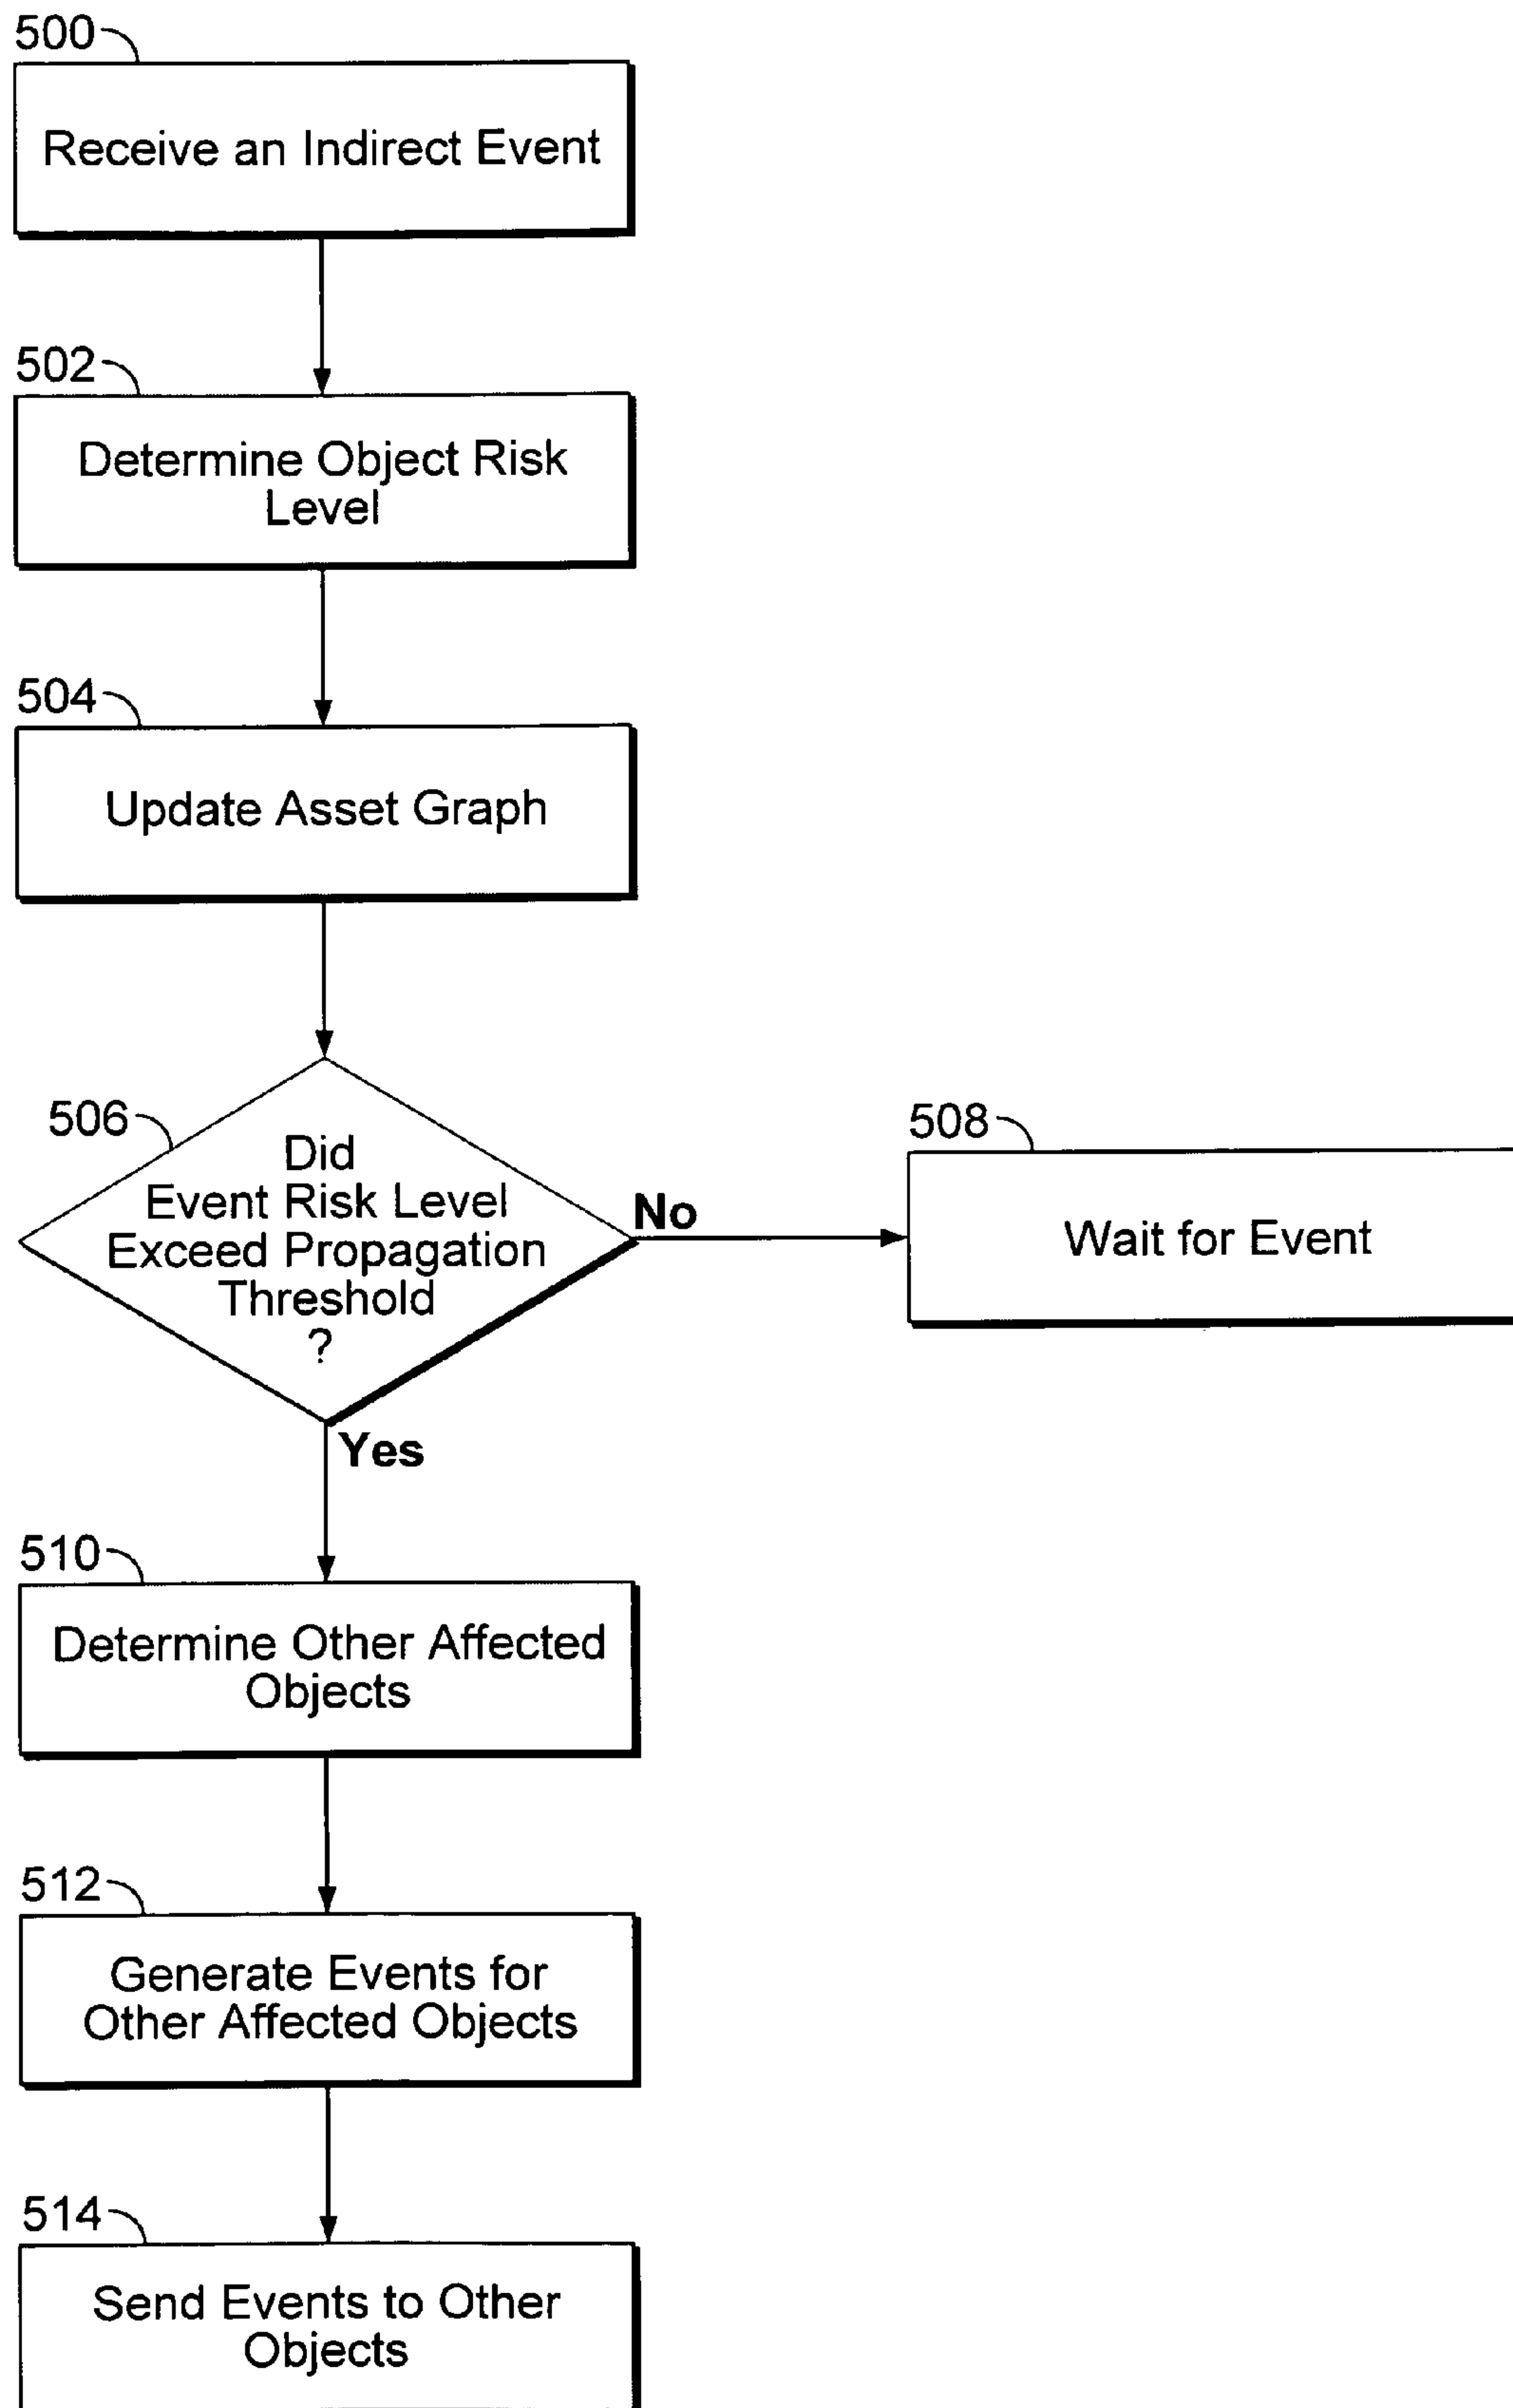 500
Receive an Indirect Event
502
Determine Object Risk
Level
504
Update Asset Graph
506
Did
Event Risk Level
Exceed Propagation
Threshold
?
No
508
Wait for Event
Yes
510
Determine Other Affected
Objects
512
Generate Events for
Other Affected Objects
514
Send Events to Other
Objects